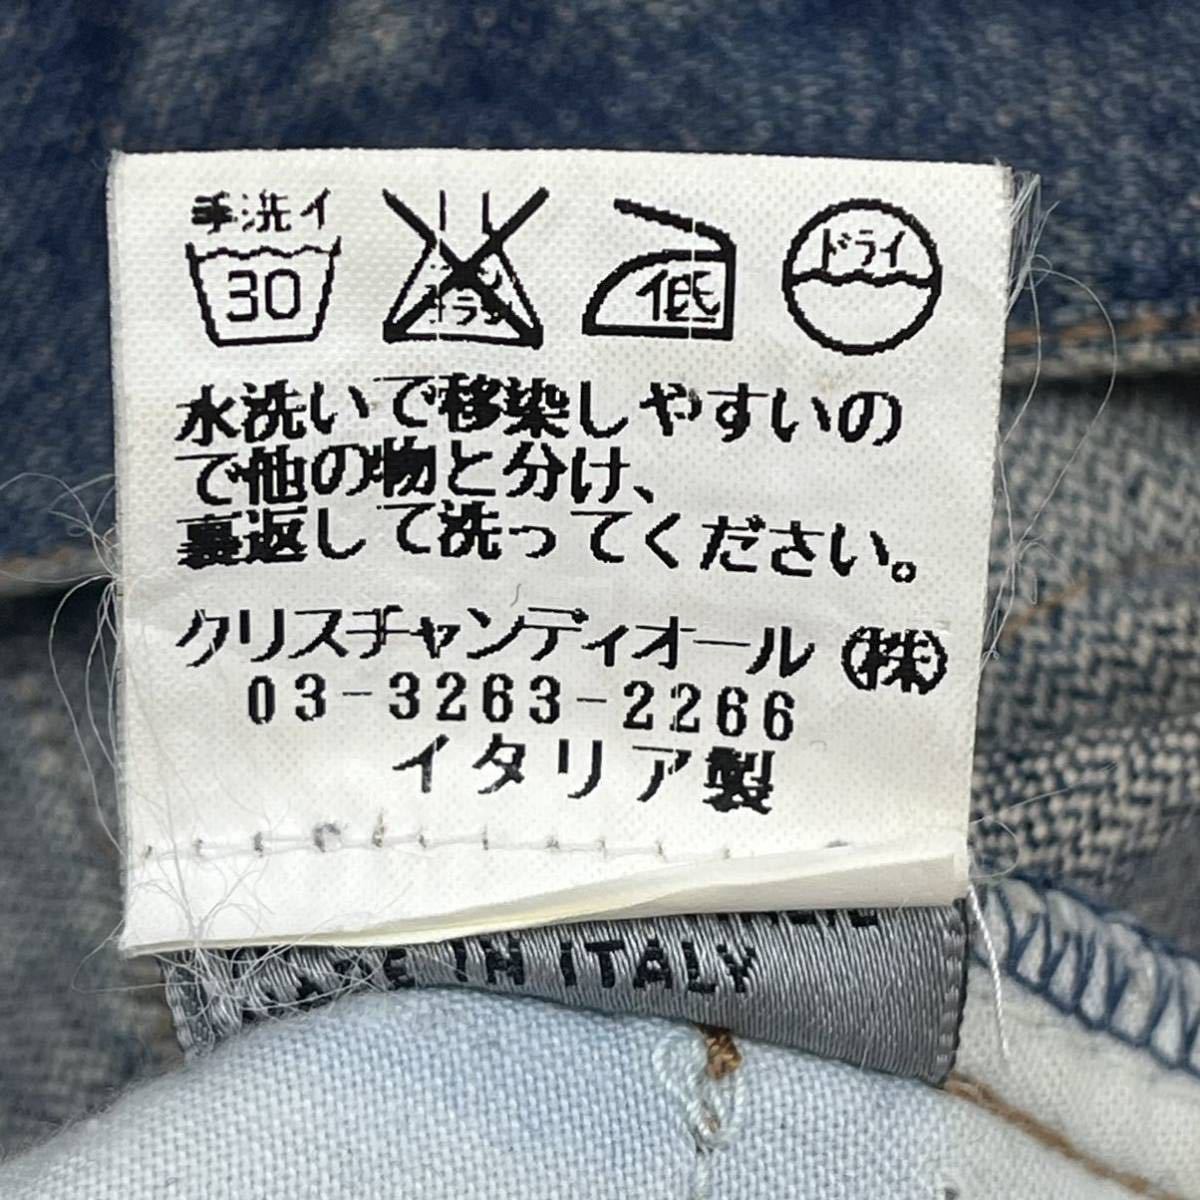 手洗イ
30
低
ドライ
水洗いで移染しやすいの
で他の物と分け、
裏返して洗ってください。
クリスチャンディオール㈱
03-3263-2266
イタリア製
MADE IN ITALY